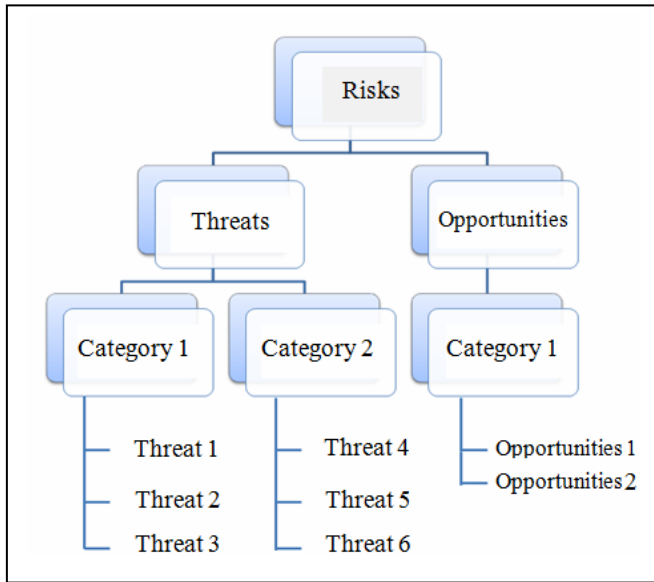 Risks
Threats
Opportunities
Category 1
Category 2
Category 1
Threat 1
Threat 2
Threat 3
Threat 4
Threat 5
Threat 6
Opportunities 1
Opportunities 2